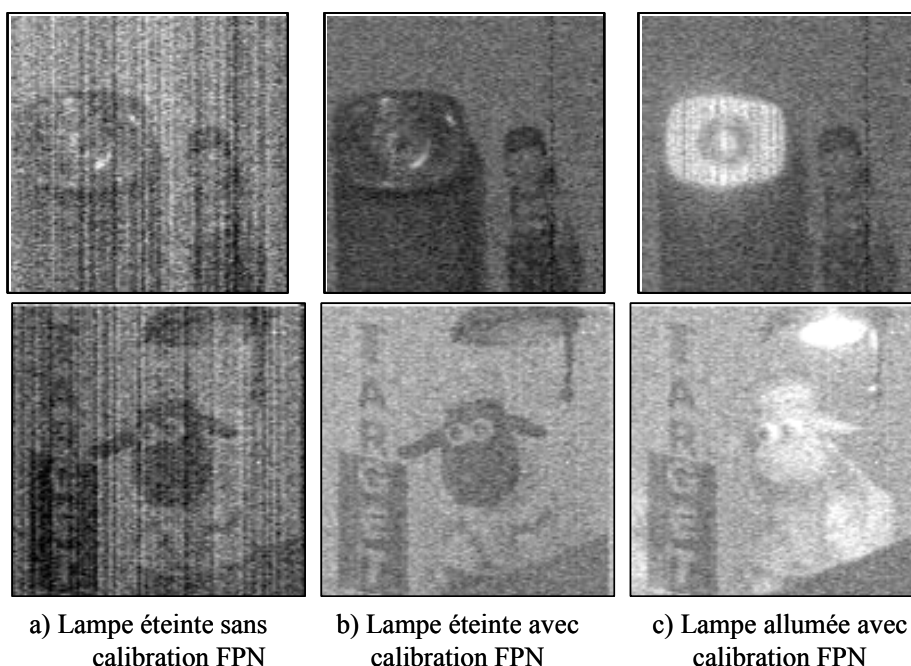 a) Lampe éteinte sans
calibration FPN
b) Lampe éteinte avec
calibration FPN
c) Lampe allumée avec
calibration FPN